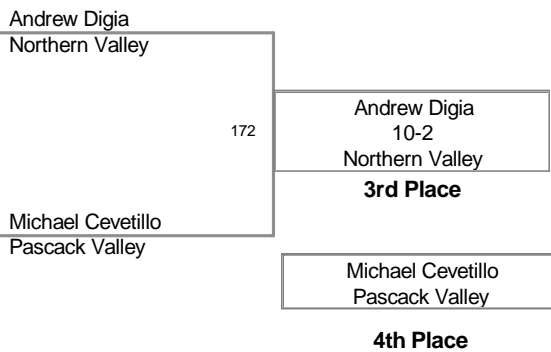 Andrew Digia
Northern Valley
172
Andrew Digia
10-2
Northern Valley
3rd Place
Michael Cevetillo
Pascack Valley
Michael Cevetillo
Pascack Valley
4th Place